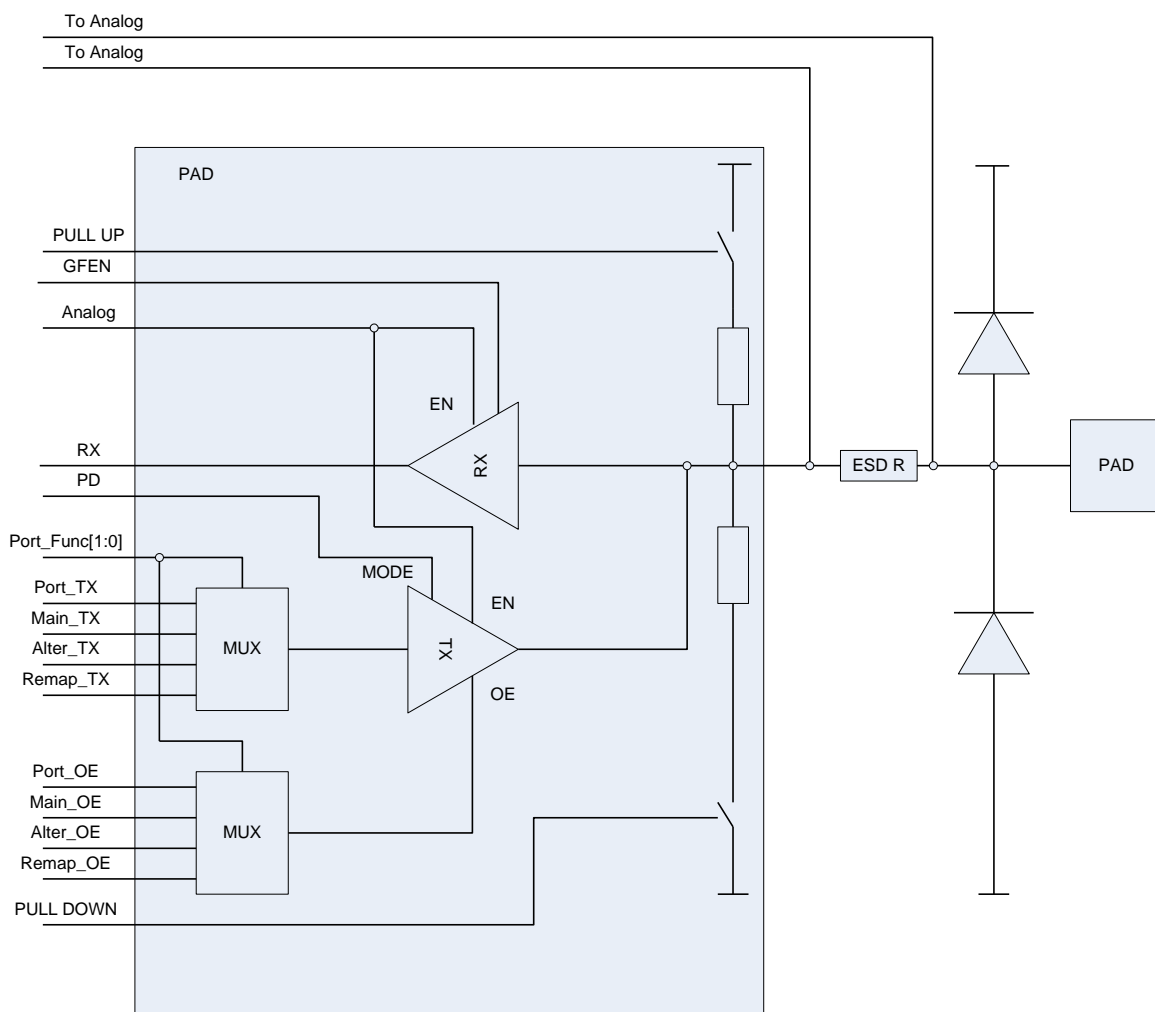 To Analog
To Analog
PAD
PULL UP
GFEN
Analog
EN
RX
RX
ESD R
PAD
PD
Port_Func[1:0]
MODE
Port_TX
EN
Main_TX
MUX
TX
Alter_TX
Remap_TX
OE
Port_OE
Main_OE
MUX
Alter_OE
Remap_OE
PULL DOWN